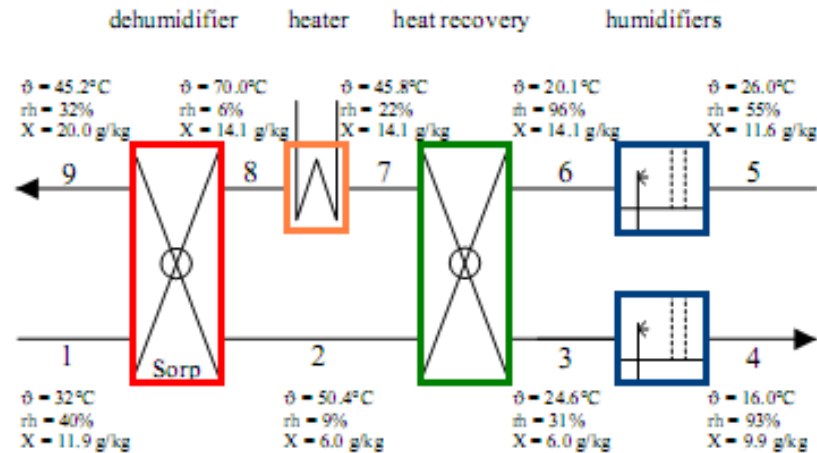 dehumidifier heater heat recovery humidifiers
ϑ = 45.2°C ϑ = 70.0°C ϑ = 45.8°C ϑ = 20.1°C ϑ = 26.0°C
rh = 32% rh = 6% rh = 22% rh = 96% rh = 55%
X = 20.0 g/kg X = 14.1 g/kg X = 14.1 g/kg X = 14.1 g/kg X = 11.6 g/kg
9 8 7 6 5
1 2 3 4
Sorp
ϑ = 32°C ϑ = 50.4°C ϑ = 24.6°C ϑ = 16.0°C
rh = 40% rh = 9% rh = 31% rh = 93%
X = 11.9 g/kg X = 6.0 g/kg X = 6.0 g/kg X = 9.9 g/kg